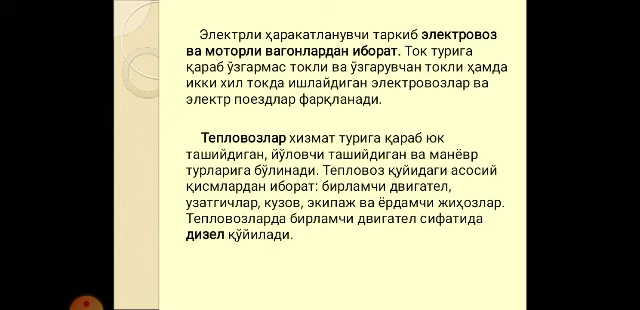 Электрли ҳаракатланувчи таркиб электровоз
ва моторли вагонлардан иборат. Ток турига
қараб ўзгармас токли ва ўзгарувчан токли ҳамда
икки хил токда ишлайдиган электровозлар ва
электр поездлар фарқланади.
Тепловозлар хизмат турига қараб юк
ташийдиган, йўловчи ташийдиган ва манёвр
турларига бўлинади. Тепловоз қуйидаги асосий
қисмлардан иборат: бирламчи двигател,
узатгичлар, кузов, экипаж ва ёрдамчи жиҳозлар.
Тепловозларда бирламчи двигател сифатида
дизел қўйилади.